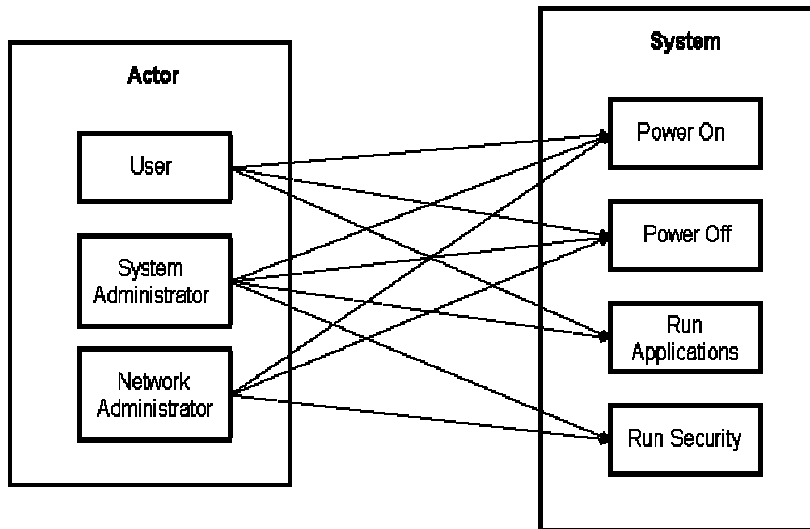 Actor
User
System
Administrator
Network
Administrator
System
Power On
Power Off
Run
Applications
Run Security